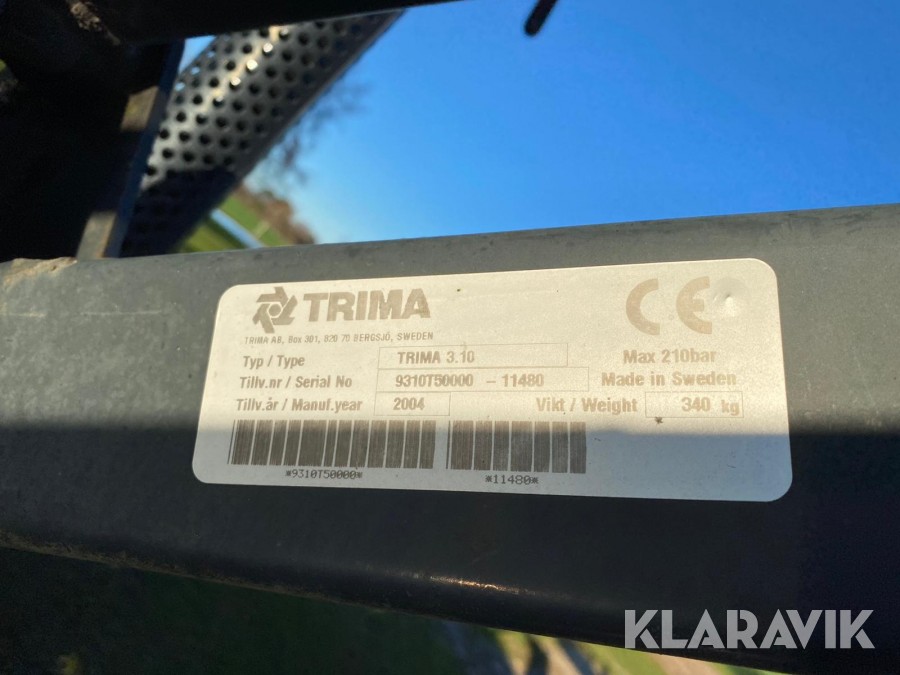 TRIMA
TRIMA AB, Box 301, 820 70 BERGSJÖ, SWEDEN
Typ / Type TRIMA 3.10 Max 210bar
Tillv.nr / Serial No 9310T50000 - 11480 Made in Sweden
Tillv.år / Manuf.year 2004 Vikt / Weight 340 kg
*9310T50000* *11480*
CE
KLARAVIK